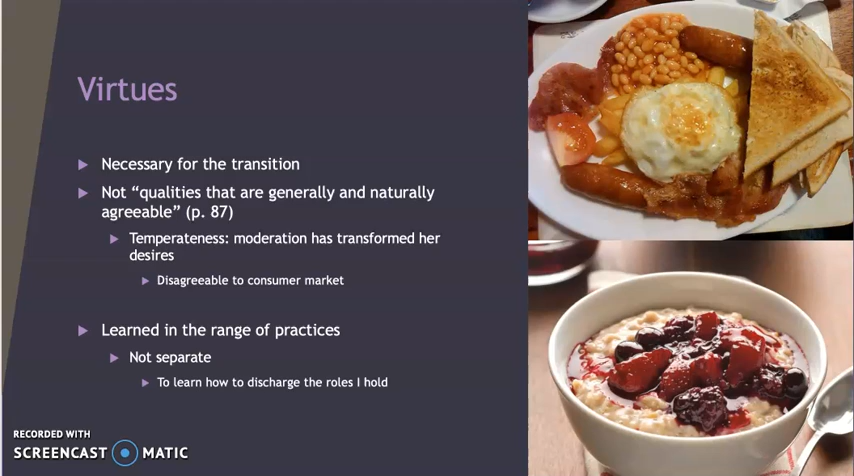 Virtues
Necessary for the transition
Not “qualities that are generally and naturally
agreeable” (p. 87)
Temperateness: moderation has transformed her
desires
Disagreeable to consumer market
Learned in the range of practices
Not separate
To learn how to discharge the roles I hold
RECORDED WITH
SCREENCAST MATIC